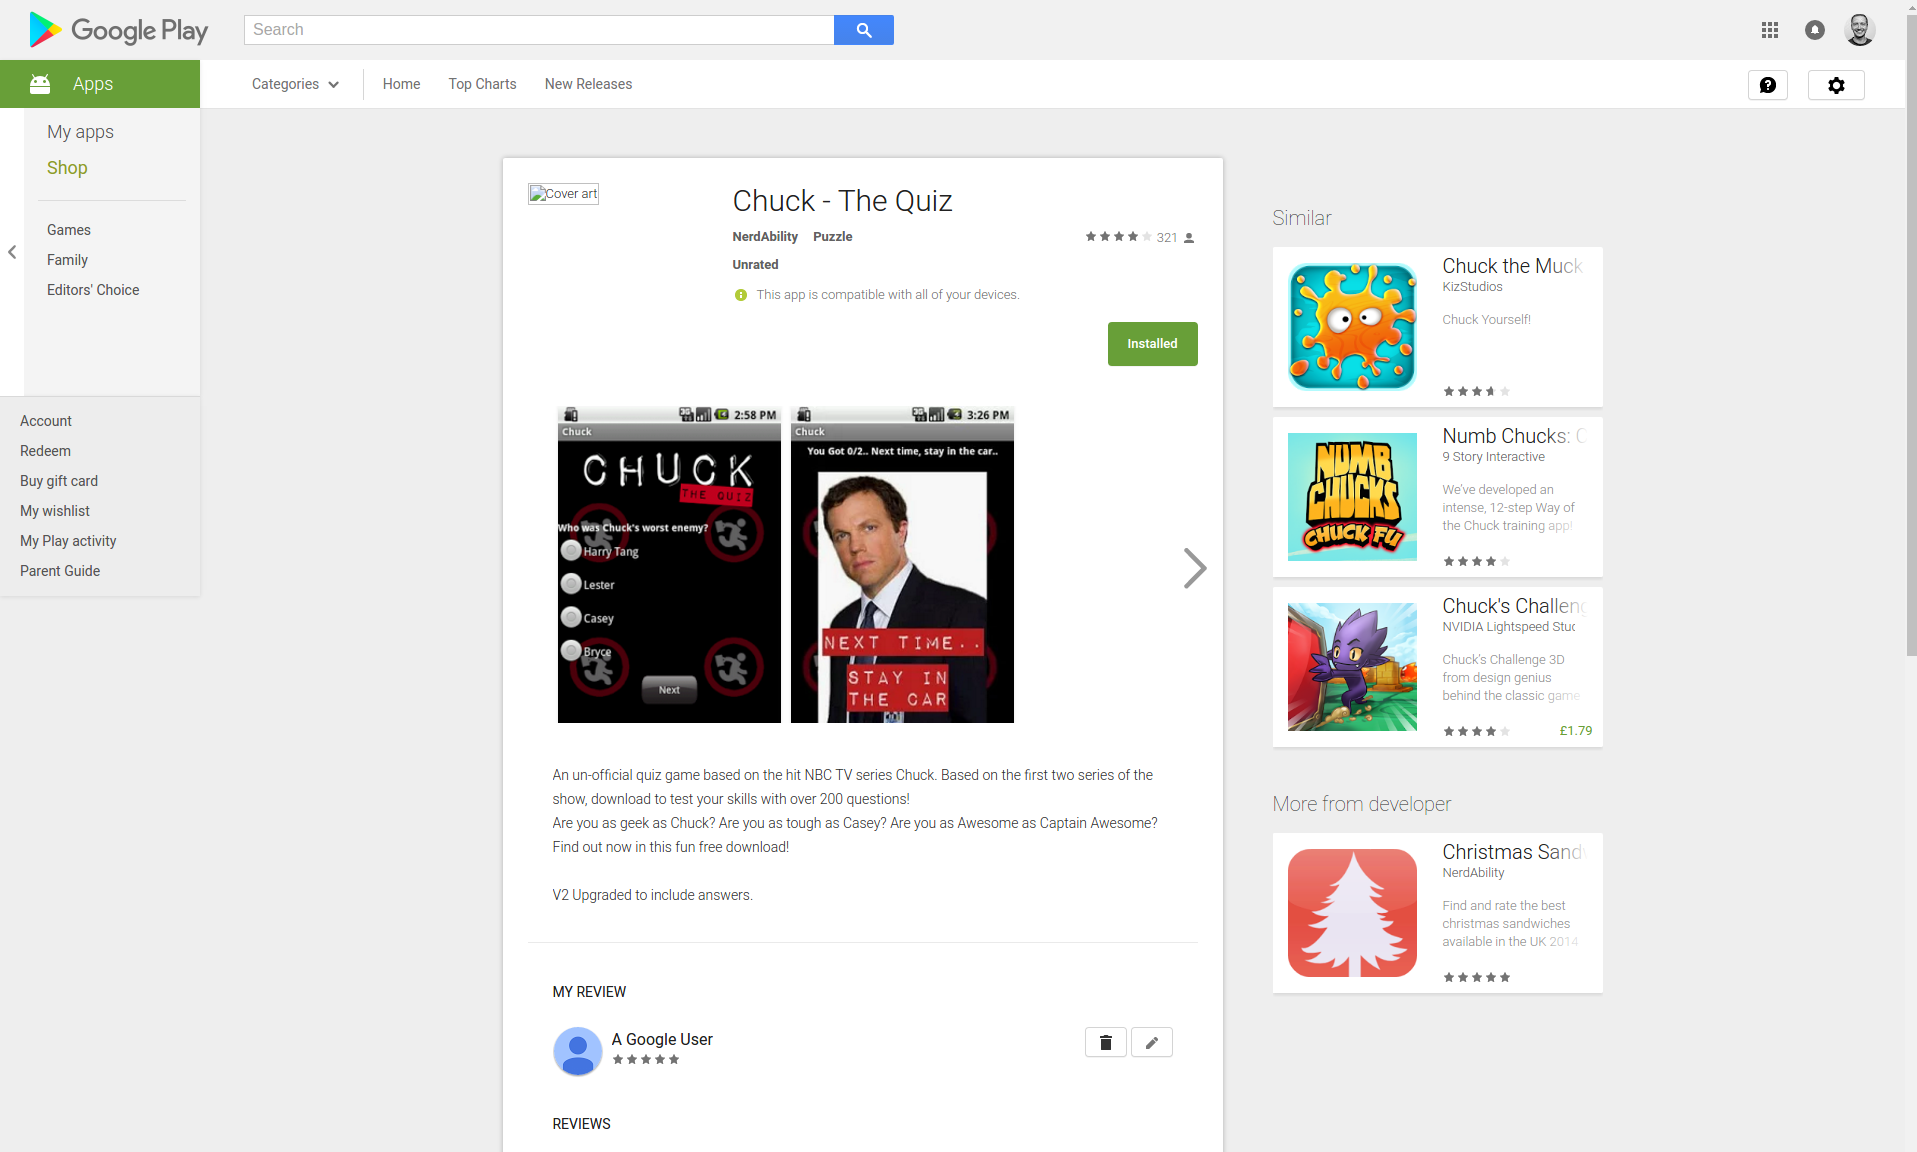 Google Play
Search
Apps
Categories
Home
Top Charts
New Releases
My apps
Shop
Games
Family
Editors' Choice
Account
Redeem
Buy gift card
My wishlist
My Play activity
Parent Guide
Cover art
Chuck - The Quiz
NerdAbility Puzzle
321
Unrated
This app is compatible with all of your devices.
Installed
3G 2:58 PM
Chuck
CHUCK
THE QUIZ
Who was Chuck's worst enemy?
Harry Tang
Lester
Casey
Bryce
Next
3G 3:26 PM
Chuck
You Got 0/2.. Next time, stay in the car..
NEXT TIME..
STAY IN
THE CAR
An un-official quiz game based on the hit NBC TV series Chuck. Based on the first two series of the
show, download to test your skills with over 200 questions!
Are you as geek as Chuck? Are you as tough as Casey? Are you as Awesome as Captain Awesome?
Find out now in this fun free download!
V2 Upgraded to include answers.
MY REVIEW
A Google User
REVIEWS
Similar
Chuck the Muck
KizStudios
Chuck Yourself!
NUMB
CHUCKS
CHUCK FU
Numb Chucks: C
9 Story Interactive
We've developed an
intense, 12-step Way of
the Chuck training app!
Chuck's Challeng
NVIDIA Lightspeed Stuc
Chuck's Challenge 3D
from design genius
behind the classic game
£1.79
More from developer
Christmas Sandw
NerdAbility
Find and rate the best
christmas sandwiches
available in the UK 2014